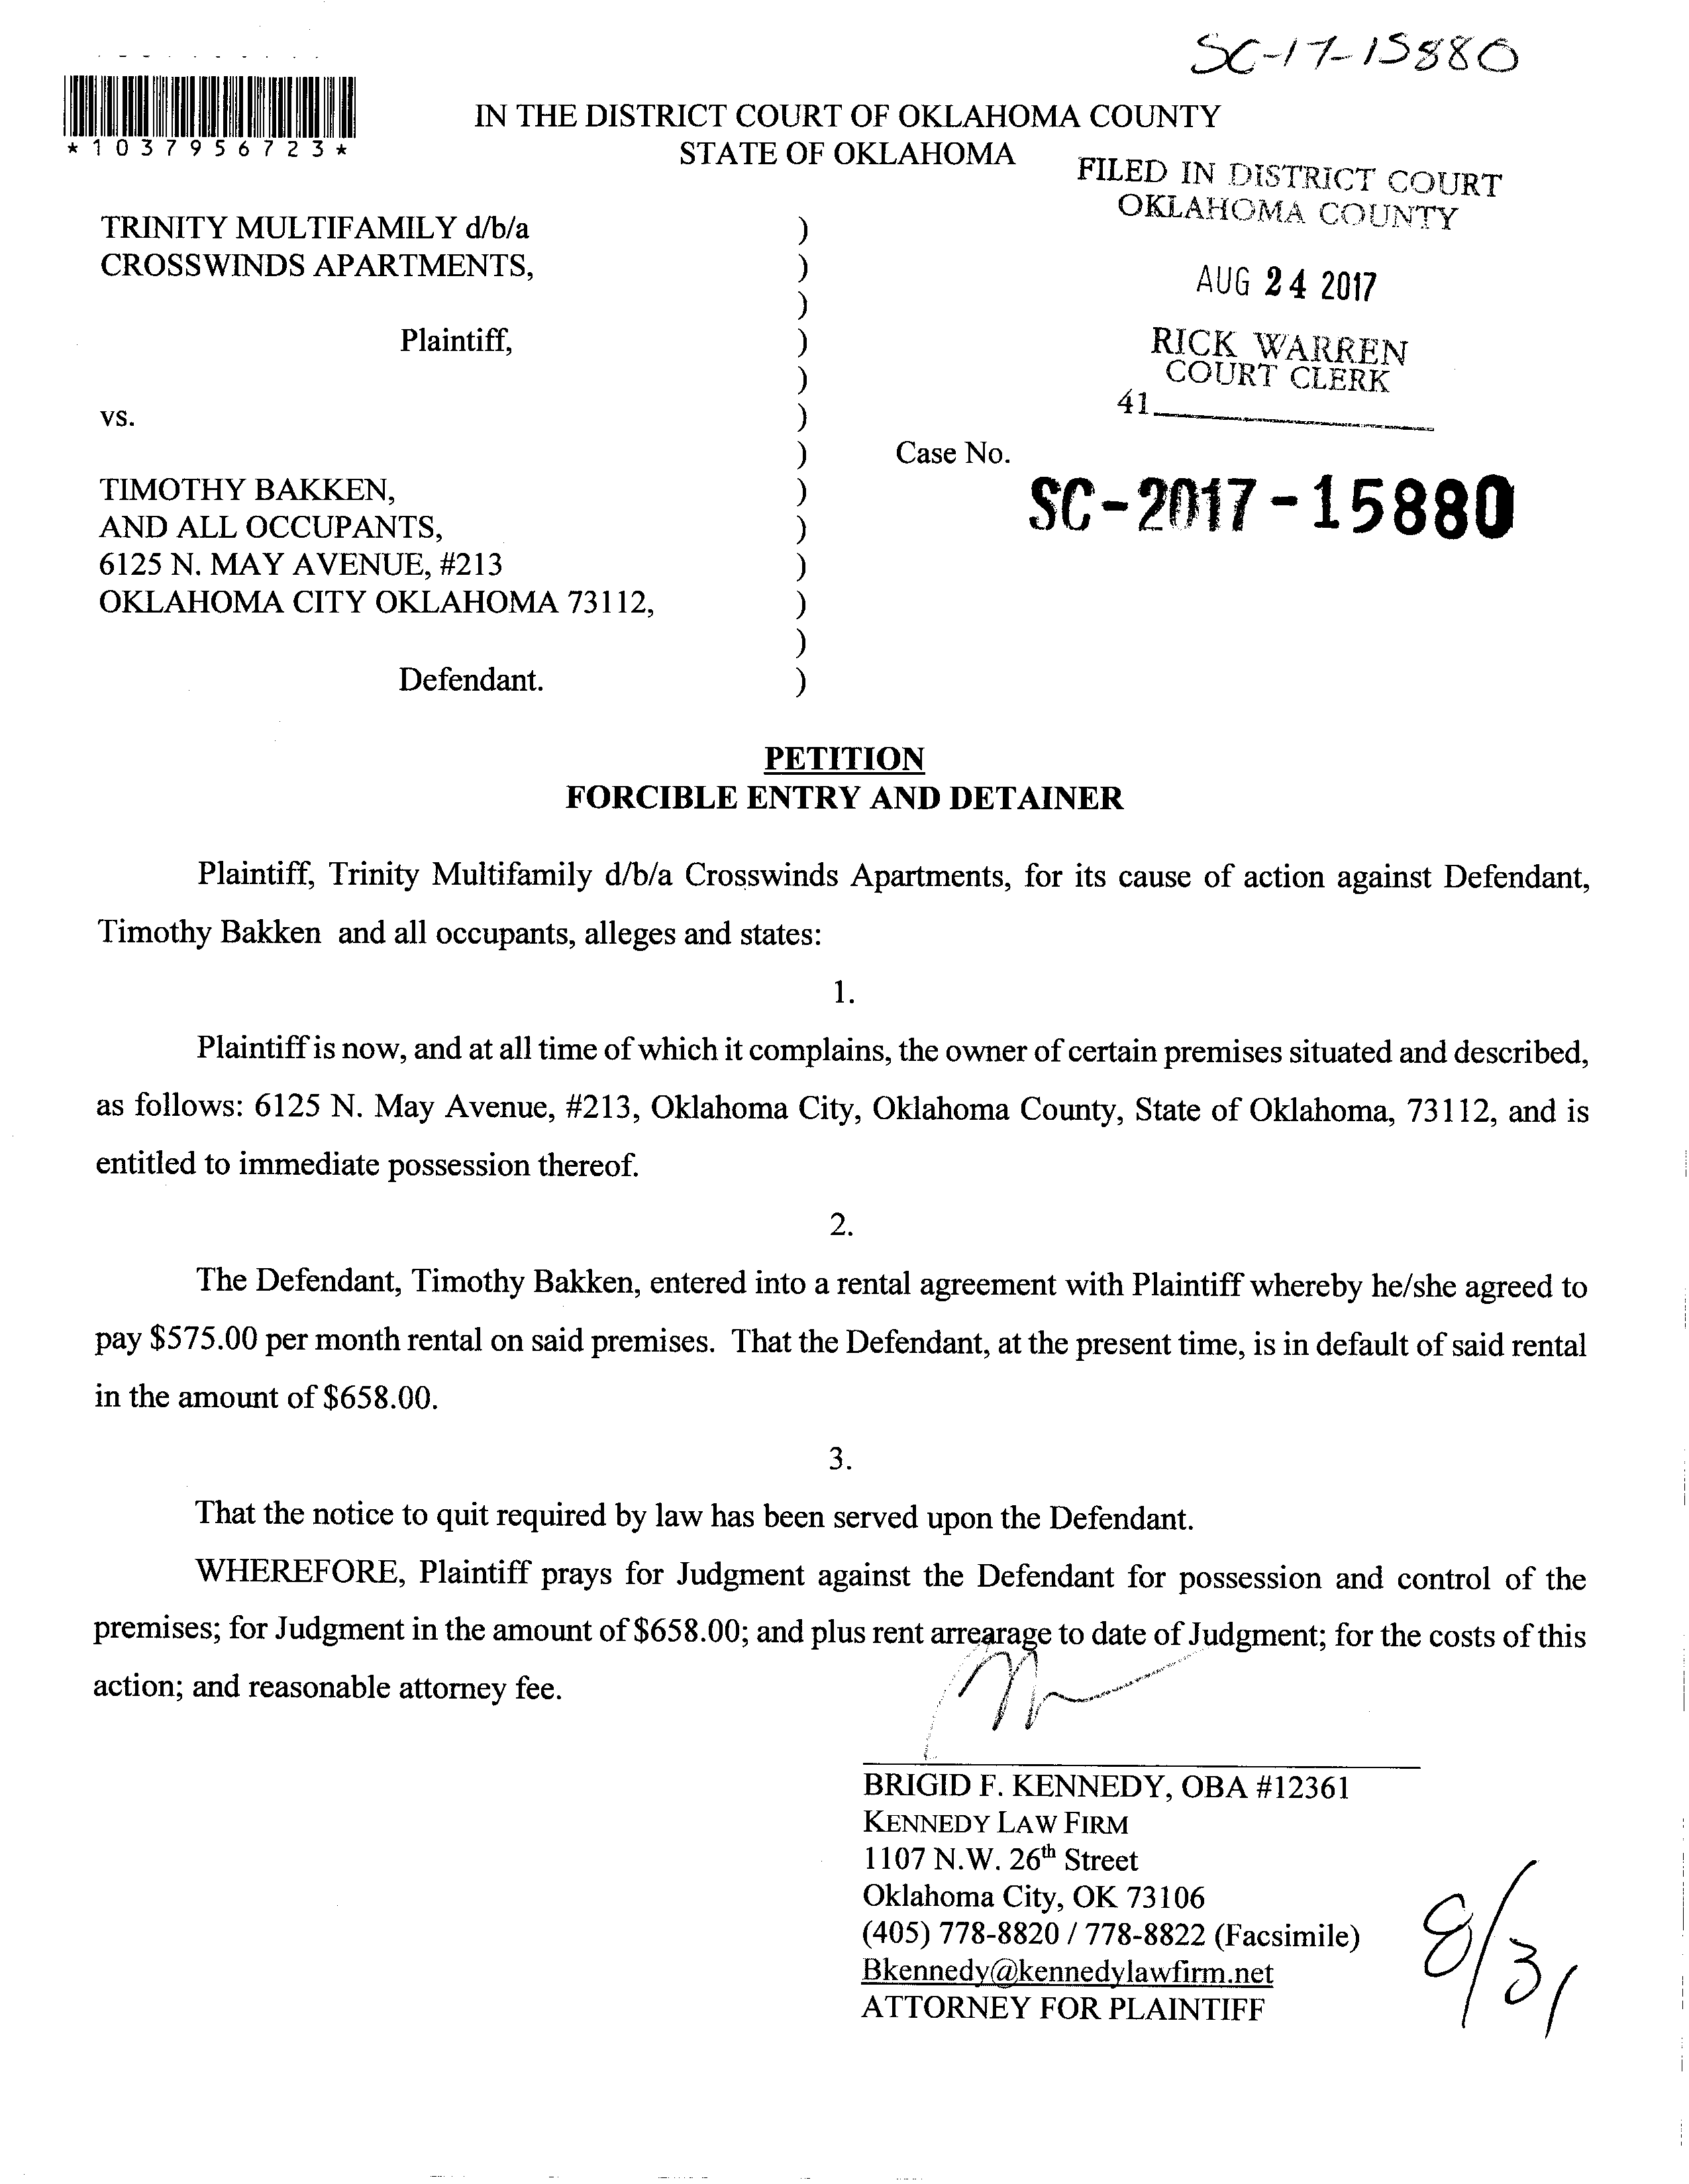 SC-17-15880
*1037956723*
IN THE DISTRICT COURT OF OKLAHOMA COUNTY
STATE OF OKLAHOMA
FILED IN DISTRICT COURT
OKLAHOMA COUNTY
AUG 24 2017
RICK WARREN
COURT CLERK
41
TRINITY MULTIFAMILY d/b/a )
CROSSWINDS APARTMENTS, )
)
Plaintiff, )
)
vs. )
) Case No.
SC-2017-15880
TIMOTHY BAKKEN, )
AND ALL OCCUPANTS, )
6125 N. MAY AVENUE, #213 )
OKLAHOMA CITY OKLAHOMA 73112, )
)
Defendant. )
PETITION
FORCIBLE ENTRY AND DETAINER
Plaintiff, Trinity Multifamily d/b/a Crosswinds Apartments, for its cause of action against Defendant,
Timothy Bakken and all occupants, alleges and states:
1.
Plaintiff is now, and at all time of which it complains, the owner of certain premises situated and described,
as follows: 6125 N. May Avenue, #213, Oklahoma City, Oklahoma County, State of Oklahoma, 73112, and is
entitled to immediate possession thereof.
2.
The Defendant, Timothy Bakken, entered into a rental agreement with Plaintiff whereby he/she agreed to
pay $575.00 per month rental on said premises. That the Defendant, at the present time, is in default of said rental
in the amount of $658.00.
3.
That the notice to quit required by law has been served upon the Defendant.
WHEREFORE, Plaintiff prays for Judgment against the Defendant for possession and control of the
premises; for Judgment in the amount of $658.00; and plus rent arrearage to date of Judgment; for the costs of this
action; and reasonable attorney fee.
BRIGID F. KENNEDY, OBA #12361
KENNEDY LAW FIRM
1107 N.W. 26th Street
Oklahoma City, OK 73106
(405) 778-8820 / 778-8822 (Facsimile)
Bkennedy@kennedylawfirm.net
ATTORNEY FOR PLAINTIFF
8/31